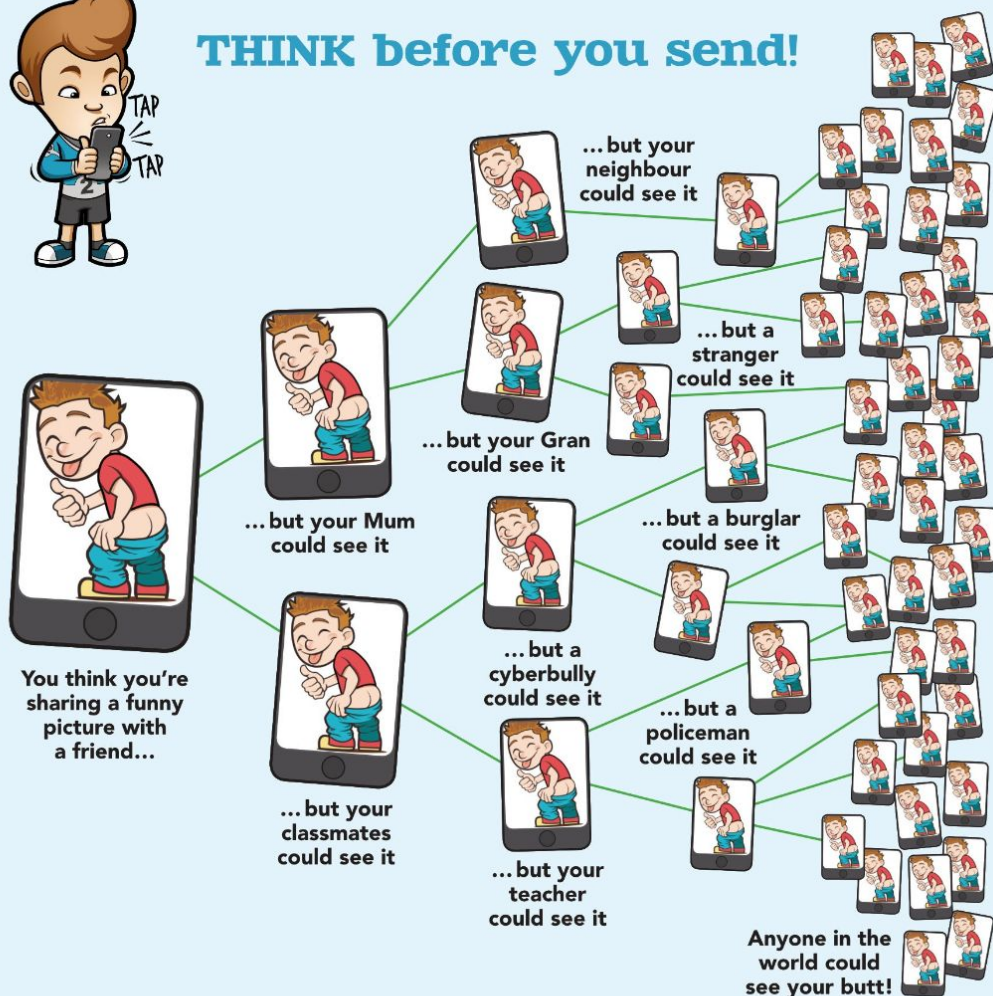 THINK before you send!
TAP
TAP
...but your
neighbour
could see it
...but a
stranger
could see it
...but your Gran
could see it
...but your Mum
could see it
...but a burglar
could see it
You think you're
sharing a funny
picture with
a friend...
...but a
cyberbully
could see it
...but a
policeman
could see it
...but your
classmates
could see it
...but your
teacher
could see it
Anyone in the
world could
see your butt!
2